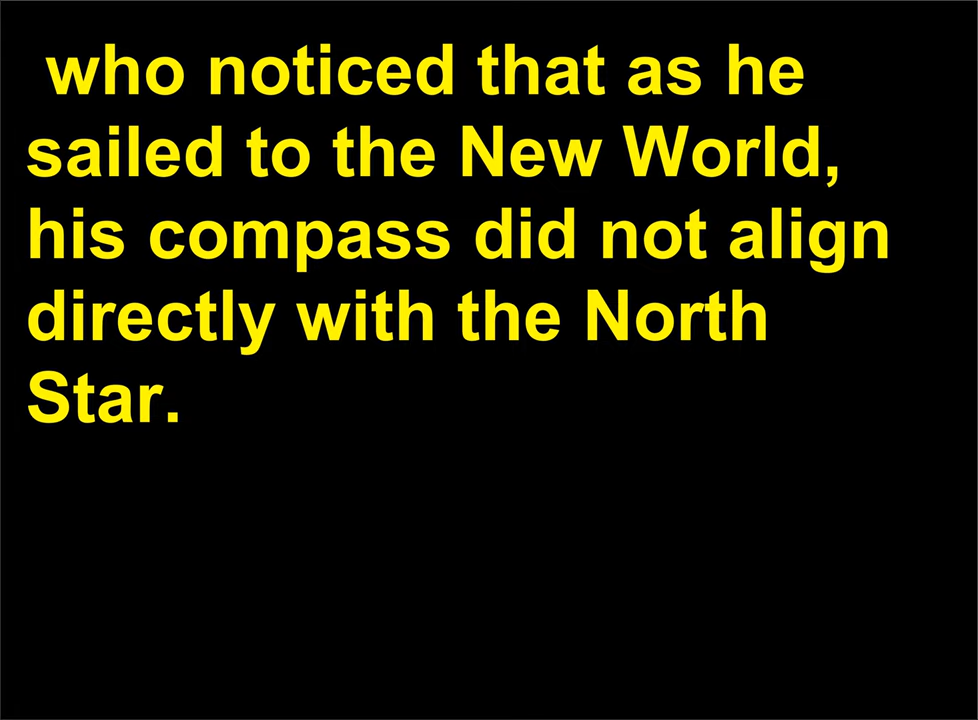 who noticed that as he
sailed to the New World,
his compass did not align
directly with the North
Star.